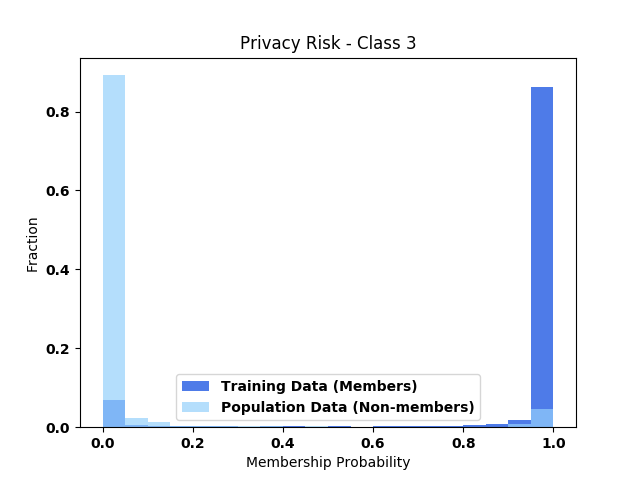 Privacy Risk - Class 3
Fraction
0.8
0.6
0.4
0.2
0.0
Training Data (Members)
Population Data (Non-members)
0.0 0.2 0.4 0.6 0.8 1.0
Membership Probability